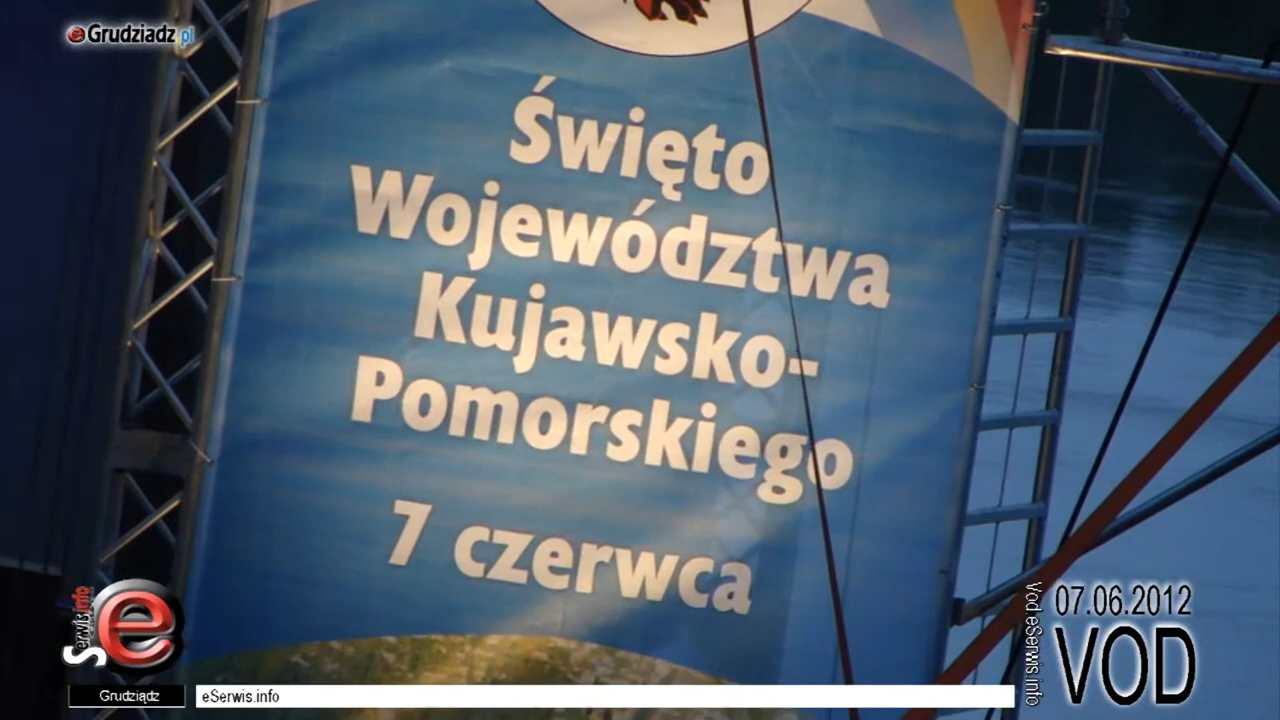 eGrudziadz.pl
Święto
Województwa
Kujawsko-
Pomorskiego
7 czerwca
eSerwis.info
Grudziądz
eSerwis.info
Vod.eSerwis.info
07.06.2012
VOD